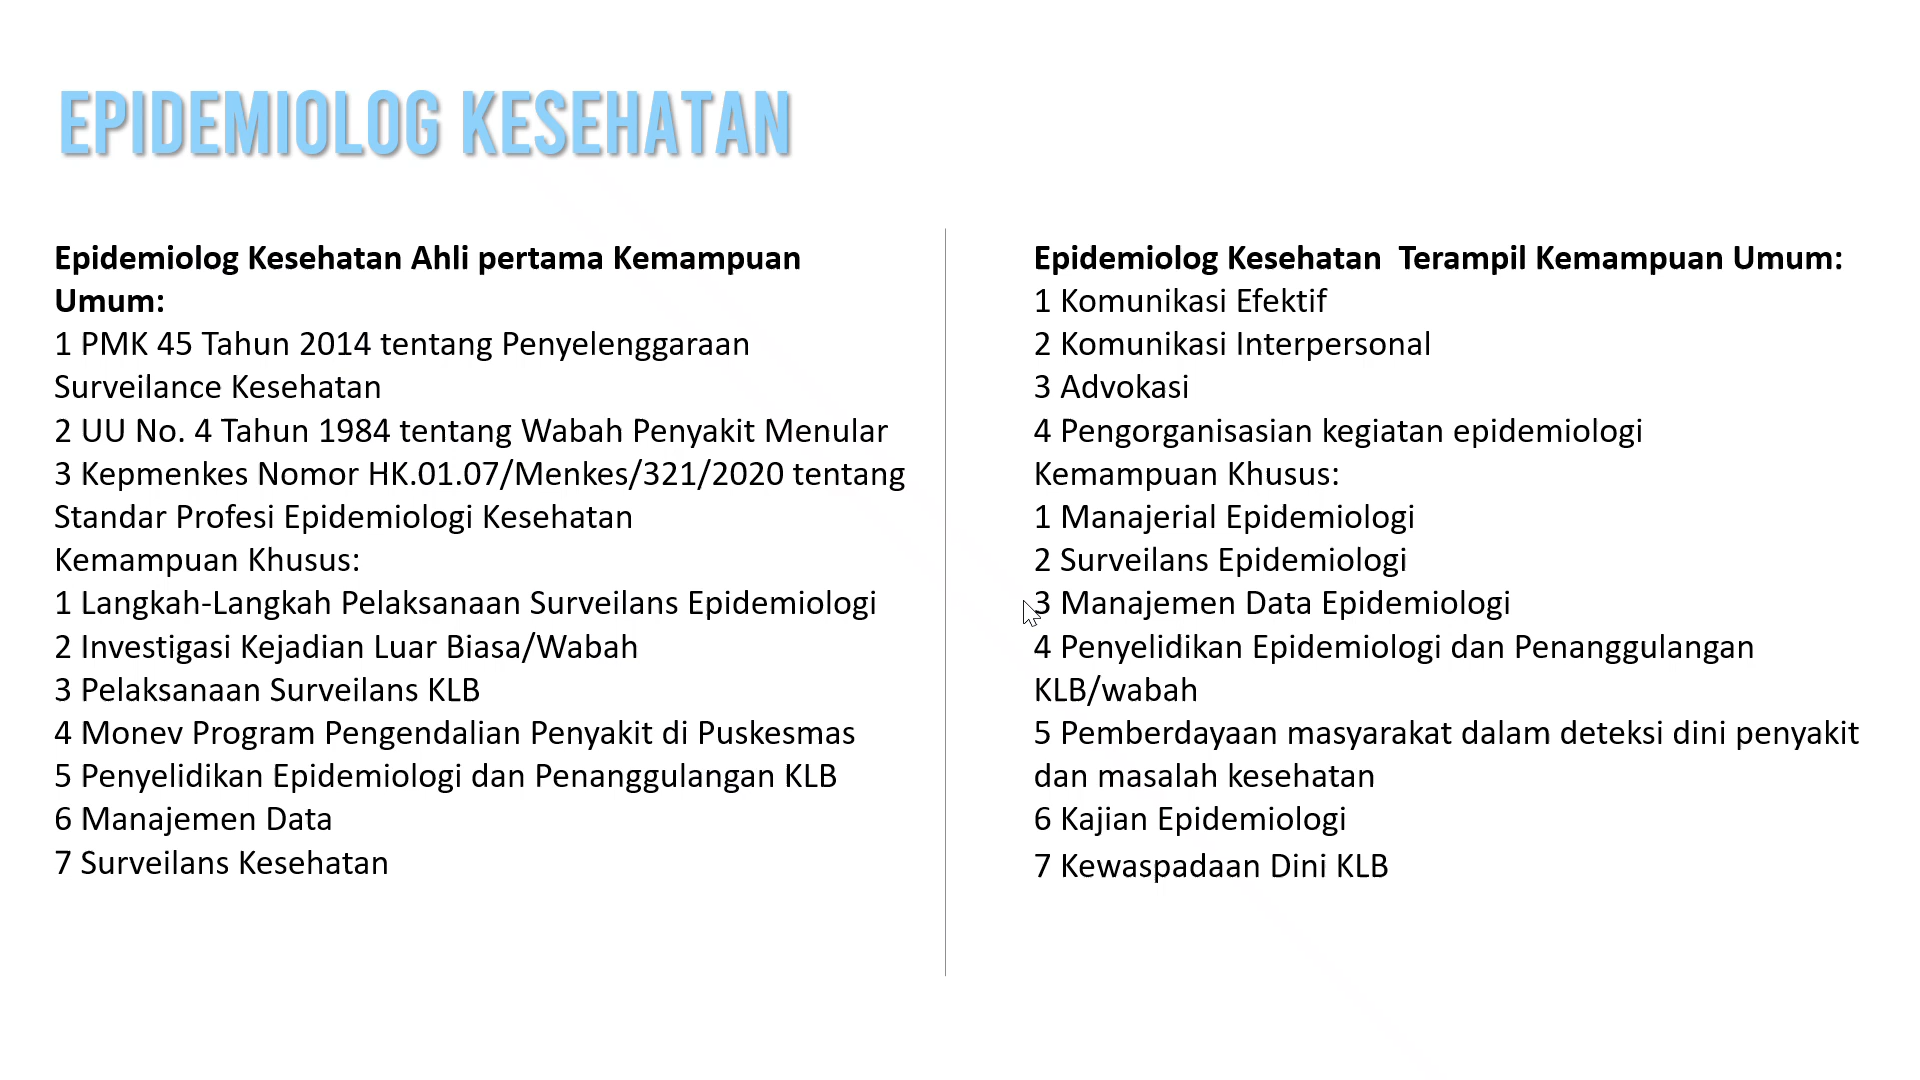 EPIDEMIOLOG KESEHATAN
Epidemiolog Kesehatan Ahli pertama Kemampuan
Umum:
1 PMK 45 Tahun 2014 tentang Penyelenggaraan
Surveilance Kesehatan
2 UU No. 4 Tahun 1984 tentang Wabah Penyakit Menular
3 Kepmenkes Nomor HK.01.07/Menkes/321/2020 tentang
Standar Profesi Epidemiologi Kesehatan
Kemampuan Khusus:
1 Langkah-Langkah Pelaksanaan Surveilans Epidemiologi
2 Investigasi Kejadian Luar Biasa/Wabah
3 Pelaksanaan Surveilans KLB
4 Monev Program Pengendalian Penyakit di Puskesmas
5 Penyelidikan Epidemiologi dan Penanggulangan KLB
6 Manajemen Data
7 Surveilans Kesehatan
Epidemiolog Kesehatan  Terampil Kemampuan Umum:
1 Komunikasi Efektif
2 Komunikasi Interpersonal
3 Advokasi
4 Pengorganisasian kegiatan epidemiologi
Kemampuan Khusus:
1 Manajerial Epidemiologi
2 Surveilans Epidemiologi
3 Manajemen Data Epidemiologi
4 Penyelidikan Epidemiologi dan Penanggulangan
KLB/wabah
5 Pemberdayaan masyarakat dalam deteksi dini penyakit
dan masalah kesehatan
6 Kajian Epidemiologi
7 Kewaspadaan Dini KLB